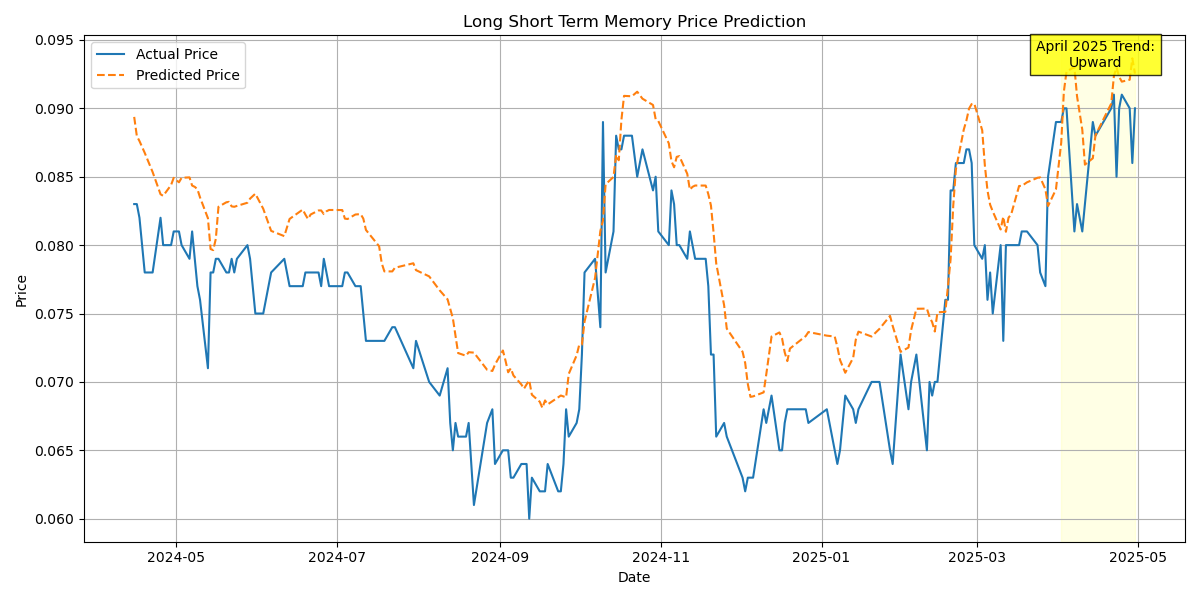 Long Short Term Memory Price Prediction
Actual Price
Predicted Price
April 2025 Trend:
Upward
Price
0.095
0.090
0.085
0.080
0.075
0.070
0.065
0.060
2024-05
2024-07
2024-09
2024-11
2025-01
2025-03
2025-05
Date